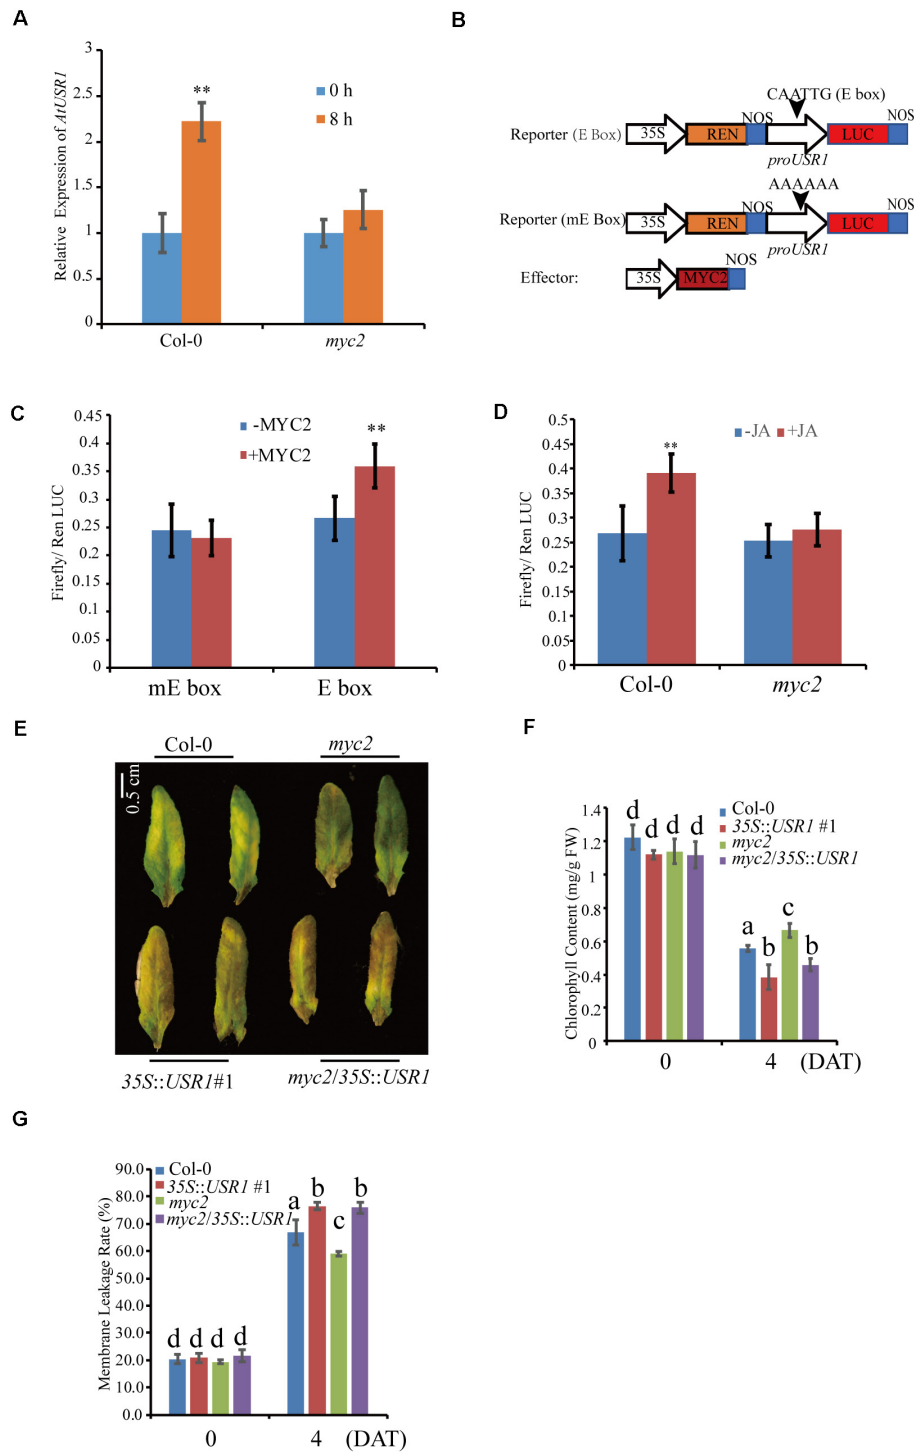 A
Relative Expression of AtUSR1
3
2.5
2
1.5
1
0.5
0
**
0 h
8 h
Col-0
myc2
B
CAATTG (E box)
Reporter (E Box)
35S
REN
NOS
proUSR1
LUC
NOS
AAAAAA
Reporter (mE Box)
35S
REN
NOS
proUSR1
LUC
NOS
Effector:
35S
MYC2
NOS
C
Firefly/ Ren LUC
0.45
0.4
0.35
0.3
0.25
0.2
0.15
0.1
0.05
0
-MYC2
+MYC2
**
mE box
E box
D
Firefly/ Ren LUC
0.5
0.45
0.4
0.35
0.3
0.25
0.2
0.15
0.1
0.05
0
-JA
+JA
**
Col-0
myc2
E
Col-0
myc2
0.5 cm
35S::USR1#1
myc2/35S::USR1
F
Chlorophyll Content (mg/g FW)
1.4
1.2
1
0.8
0.6
0.4
0.2
0
Col-0
35S::USR1 #1
myc2
myc2/35S::USR1
d d d d
a b c b
0
4
(DAT)
G
Membrane Leakage Rate (%)
90.0
80.0
70.0
60.0
50.0
40.0
30.0
20.0
10.0
0.0
Col-0
35S::USR1 #1
myc2
myc2/35S::USR1
d d d d
a b c b
0
4
(DAT)